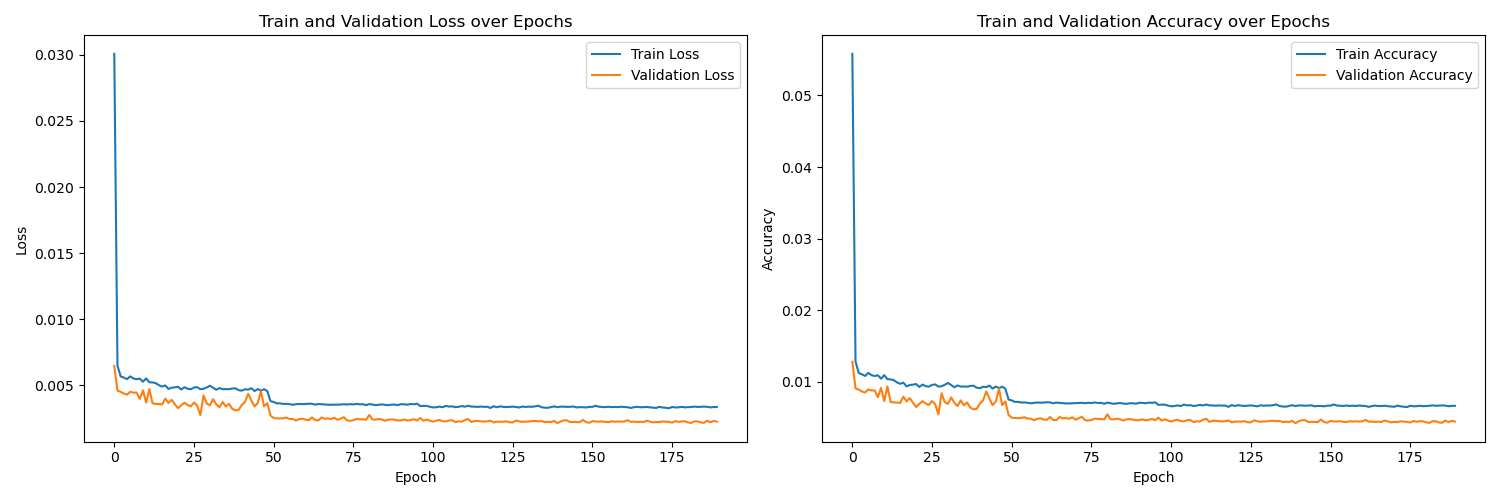 Train and Validation Loss over Epochs
0.030
0.025
0.020
0.015
0.010
0.005
Loss
Train Loss
Validation Loss
0 25 50 75 100 125 150 175
Epoch
Train and Validation Accuracy over Epochs
0.05
0.04
0.03
0.02
0.01
Accuracy
Train Accuracy
Validation Accuracy
0 25 50 75 100 125 150 175
Epoch